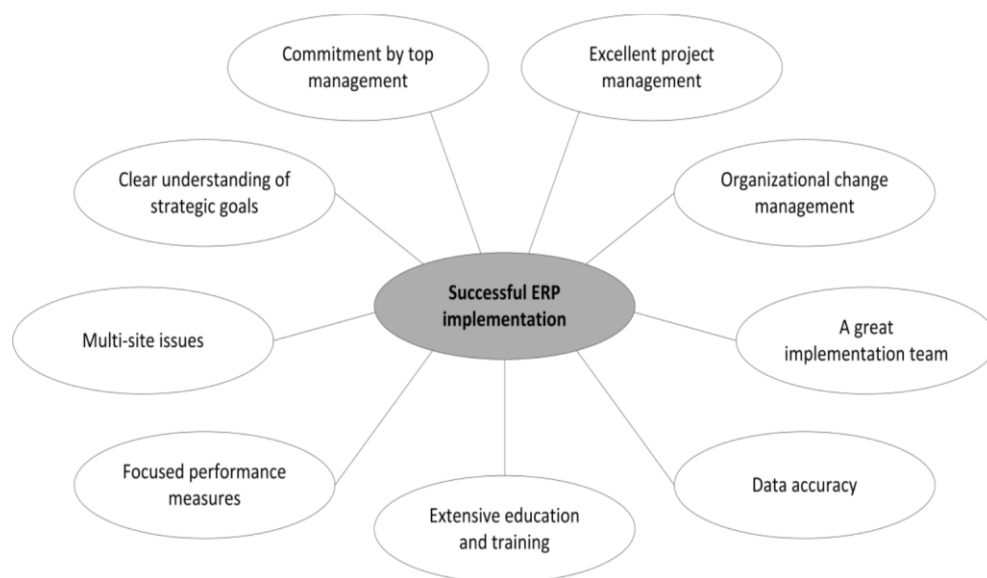 Commitment by top
management
Excellent project
management
Clear understanding of
strategic goals
Organizational change
management
Successful ERP
implementation
Multi-site issues
A great
implementation team
Focused performance
measures
Extensive education
and training
Data accuracy